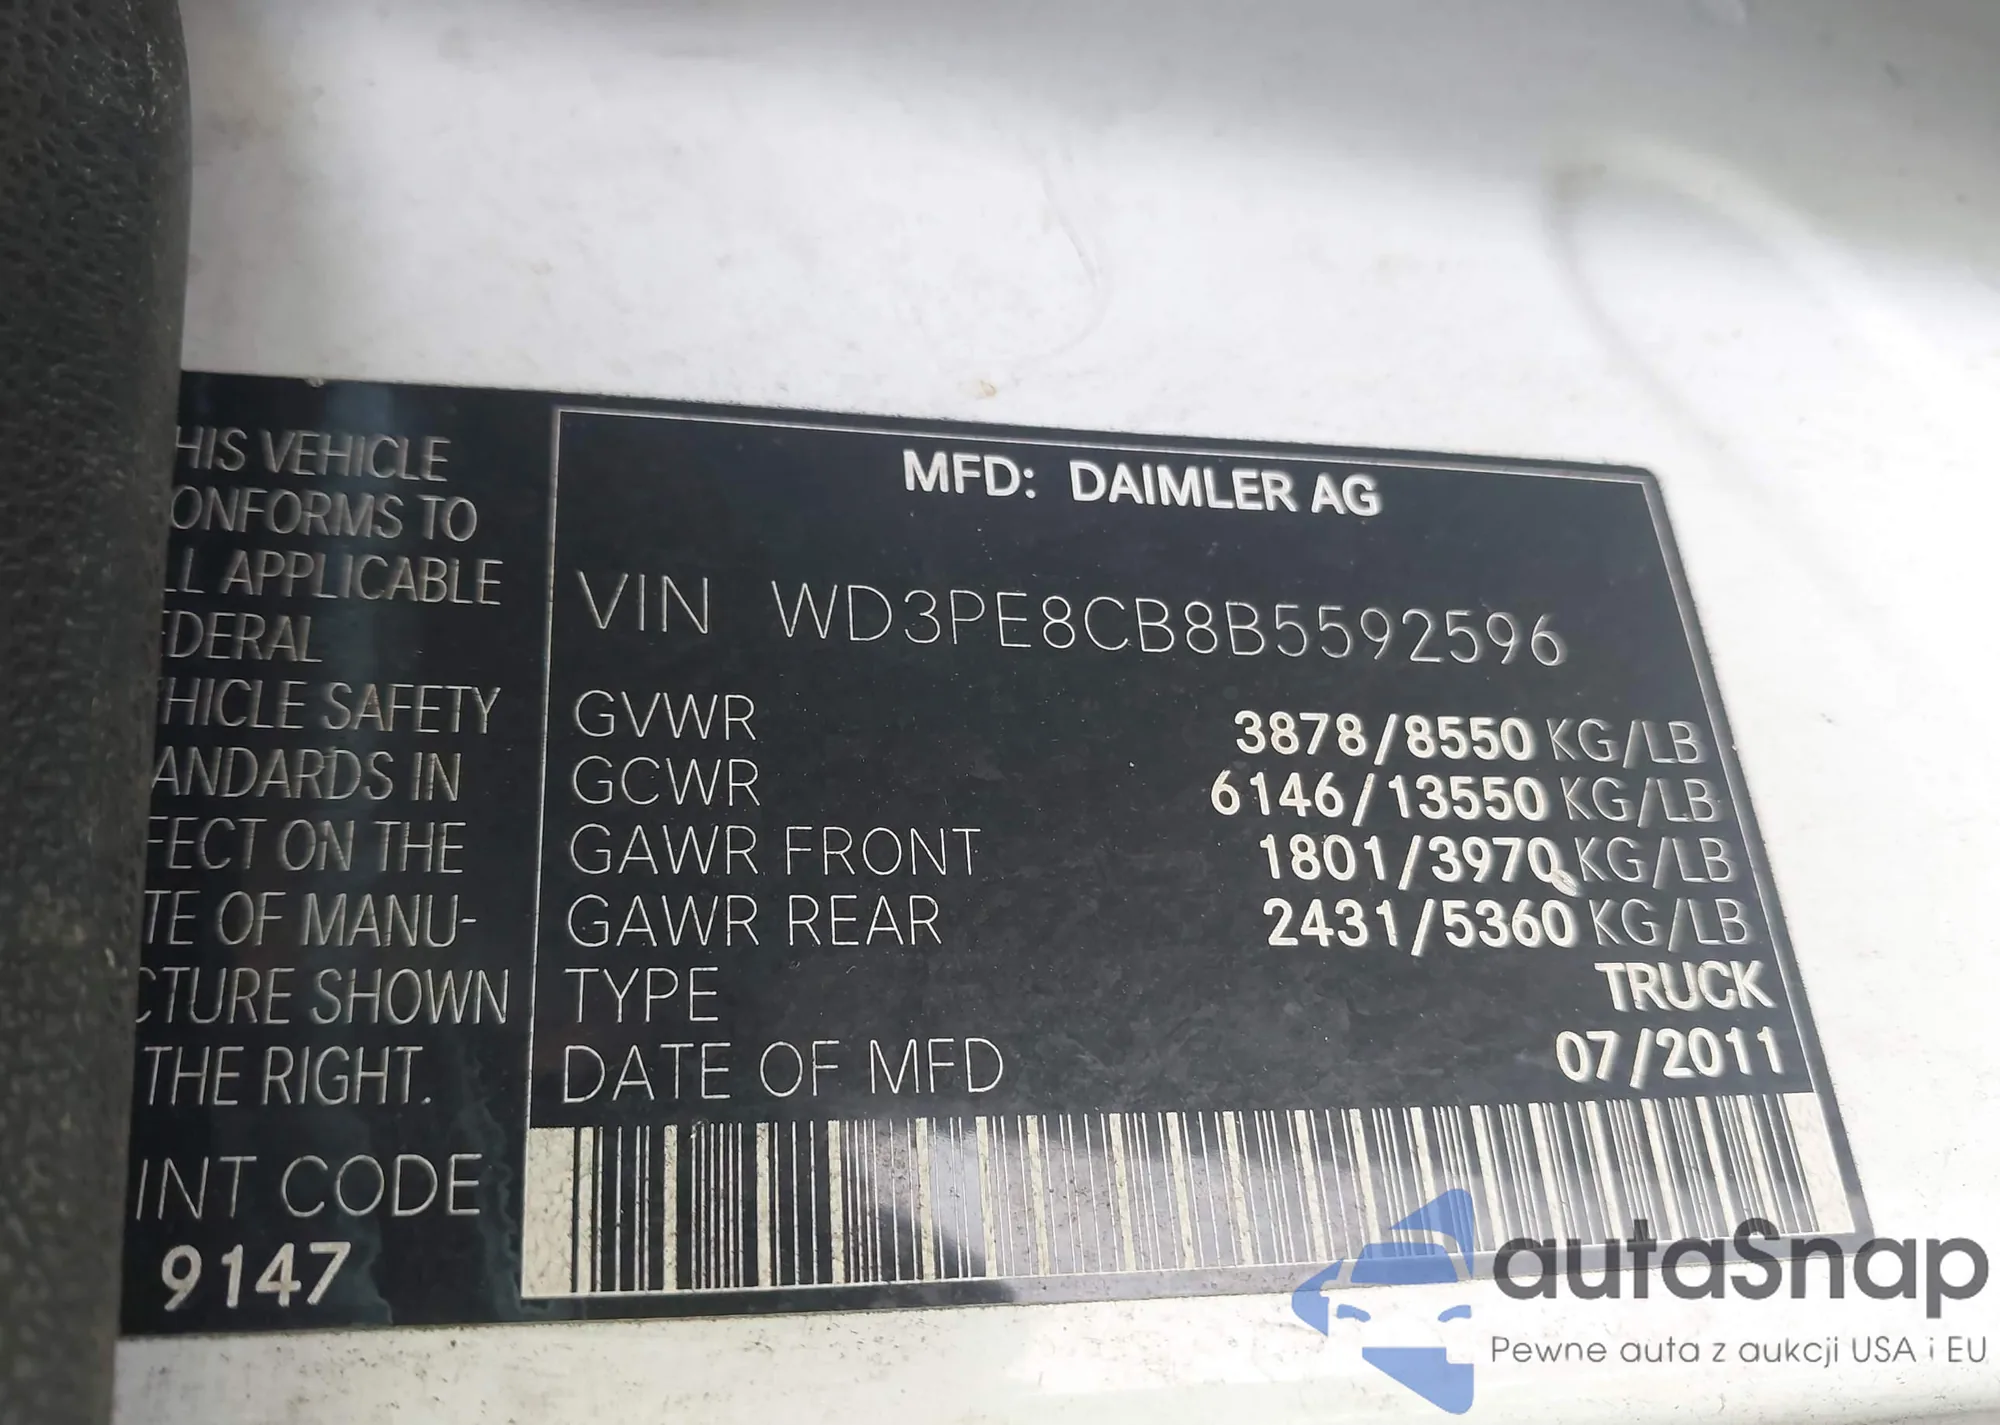 HIS VEHICLE
ONFORMS TO
LL APPLICABLE
EDERAL
HICLE SAFETY
ANDARDS IN
FECT ON THE
TE OF MANU-
CTURE SHOWN
THE RIGHT.
INT CODE
9147
MFD: DAIMLER AG
VIN WD3PE8CB8B5592596
GVWR 3878/8550 KG/LB
GCWR 6146/13550 KG/LB
GAWR FRONT 1801/3970 KG/LB
GAWR REAR 2431/5360 KG/LB
TYPE TRUCK
DATE OF MFD 07/2011
autaSnap
Pewne auta z aukcji USA i EU